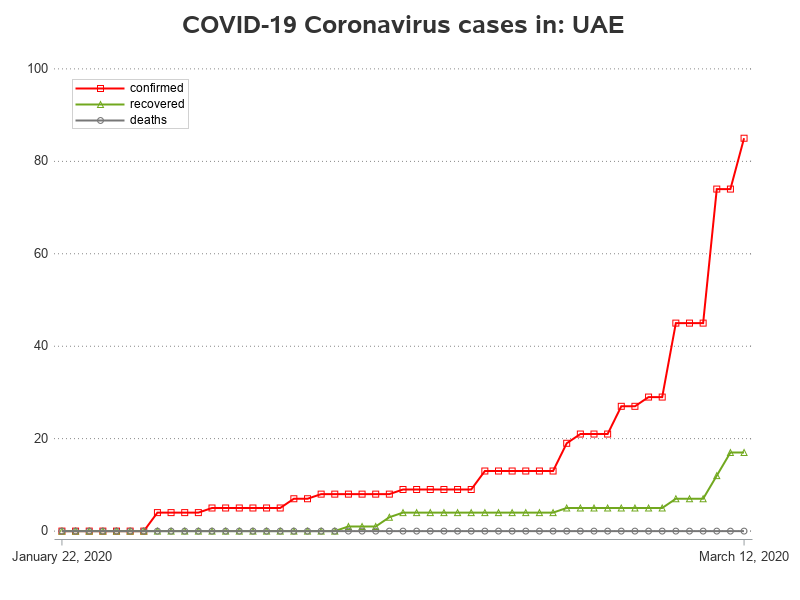 COVID-19 Coronavirus cases in: UAE
100
confirmed
recovered
deaths
80
60
40
20
0
January 22, 2020
March 12, 2020